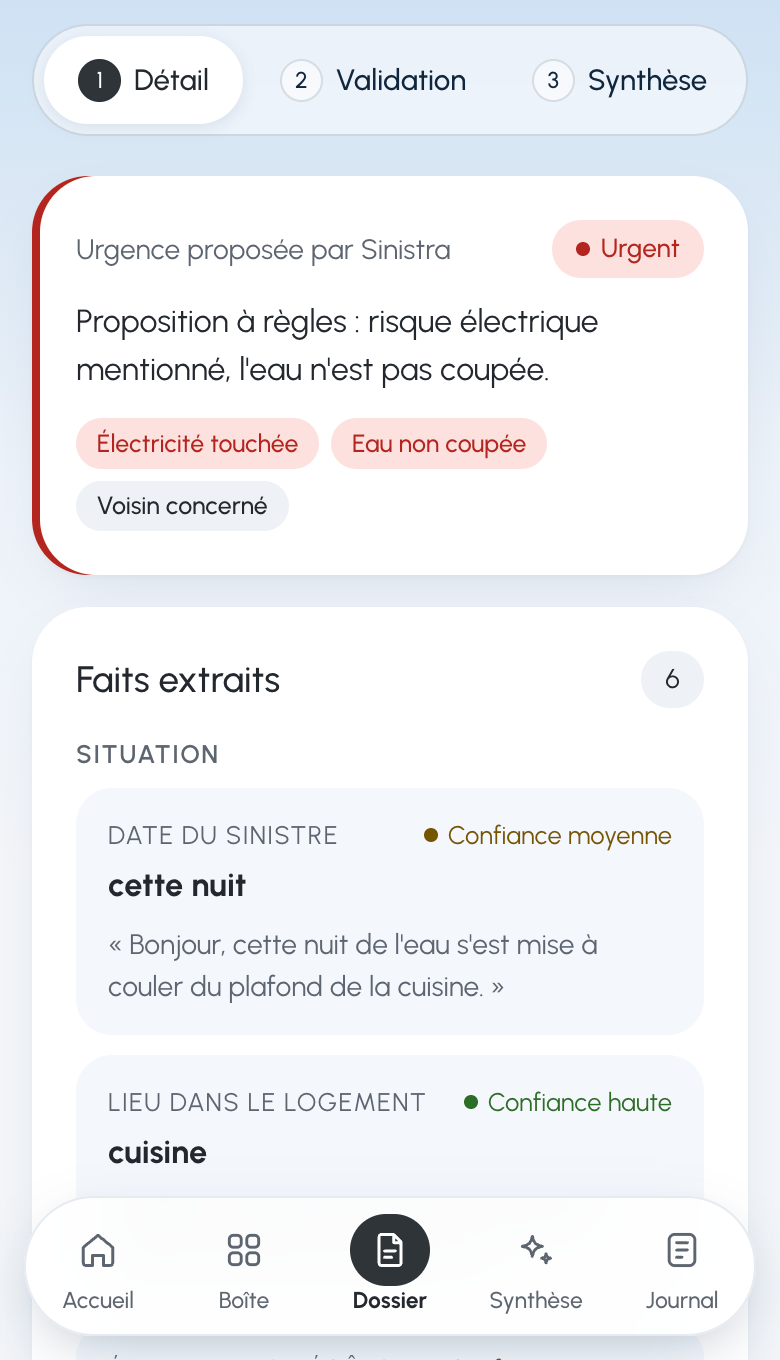 1 Détail 2 Validation 3 Synthèse
Urgence proposée par Sinistra Urgent
Proposition à règles : risque électrique
mentionné, l'eau n'est pas coupée.
Électricité touchée Eau non coupée
Voisin concerné
Faits extraits 6
SITUATION
DATE DU SINISTRE Confiance moyenne
cette nuit
« Bonjour, cette nuit de l'eau s'est mise à
couler du plafond de la cuisine. »
LIEU DANS LE LOGEMENT Confiance haute
cuisine
Accueil Boîte Dossier Synthèse Journal